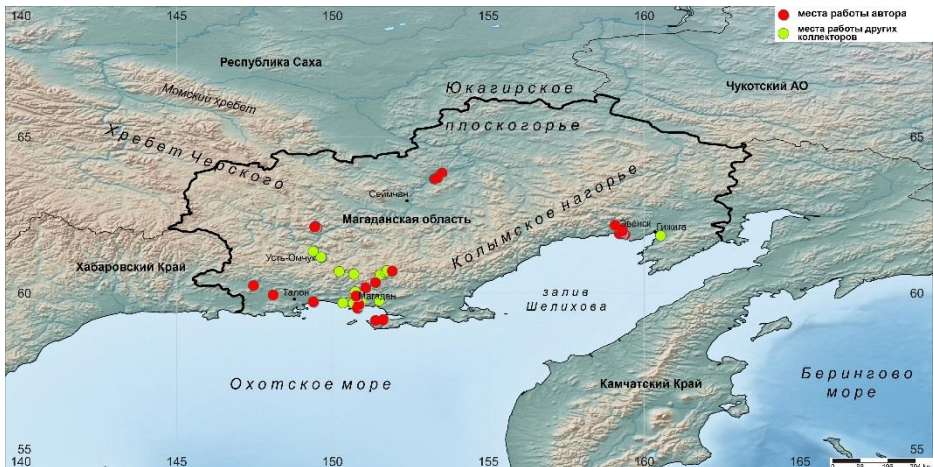 140
145
150
155
160
места работы автора
места работы других
коллекторов
Республика Саха
Момский хребет
Юкагирское
плоскогорье
Чукотский АО
65
65
Хребет Черского
Сеймчан
Магаданская область
Колымское нагорье
Эвенск
Гижига
Усть-Омчуг
Хабаровский Край
Талон
Магадан
60
60
залив
Шелихова
Охотское море
Камчатский Край
Берингово
море
55
55
140
145
150
155
165
0